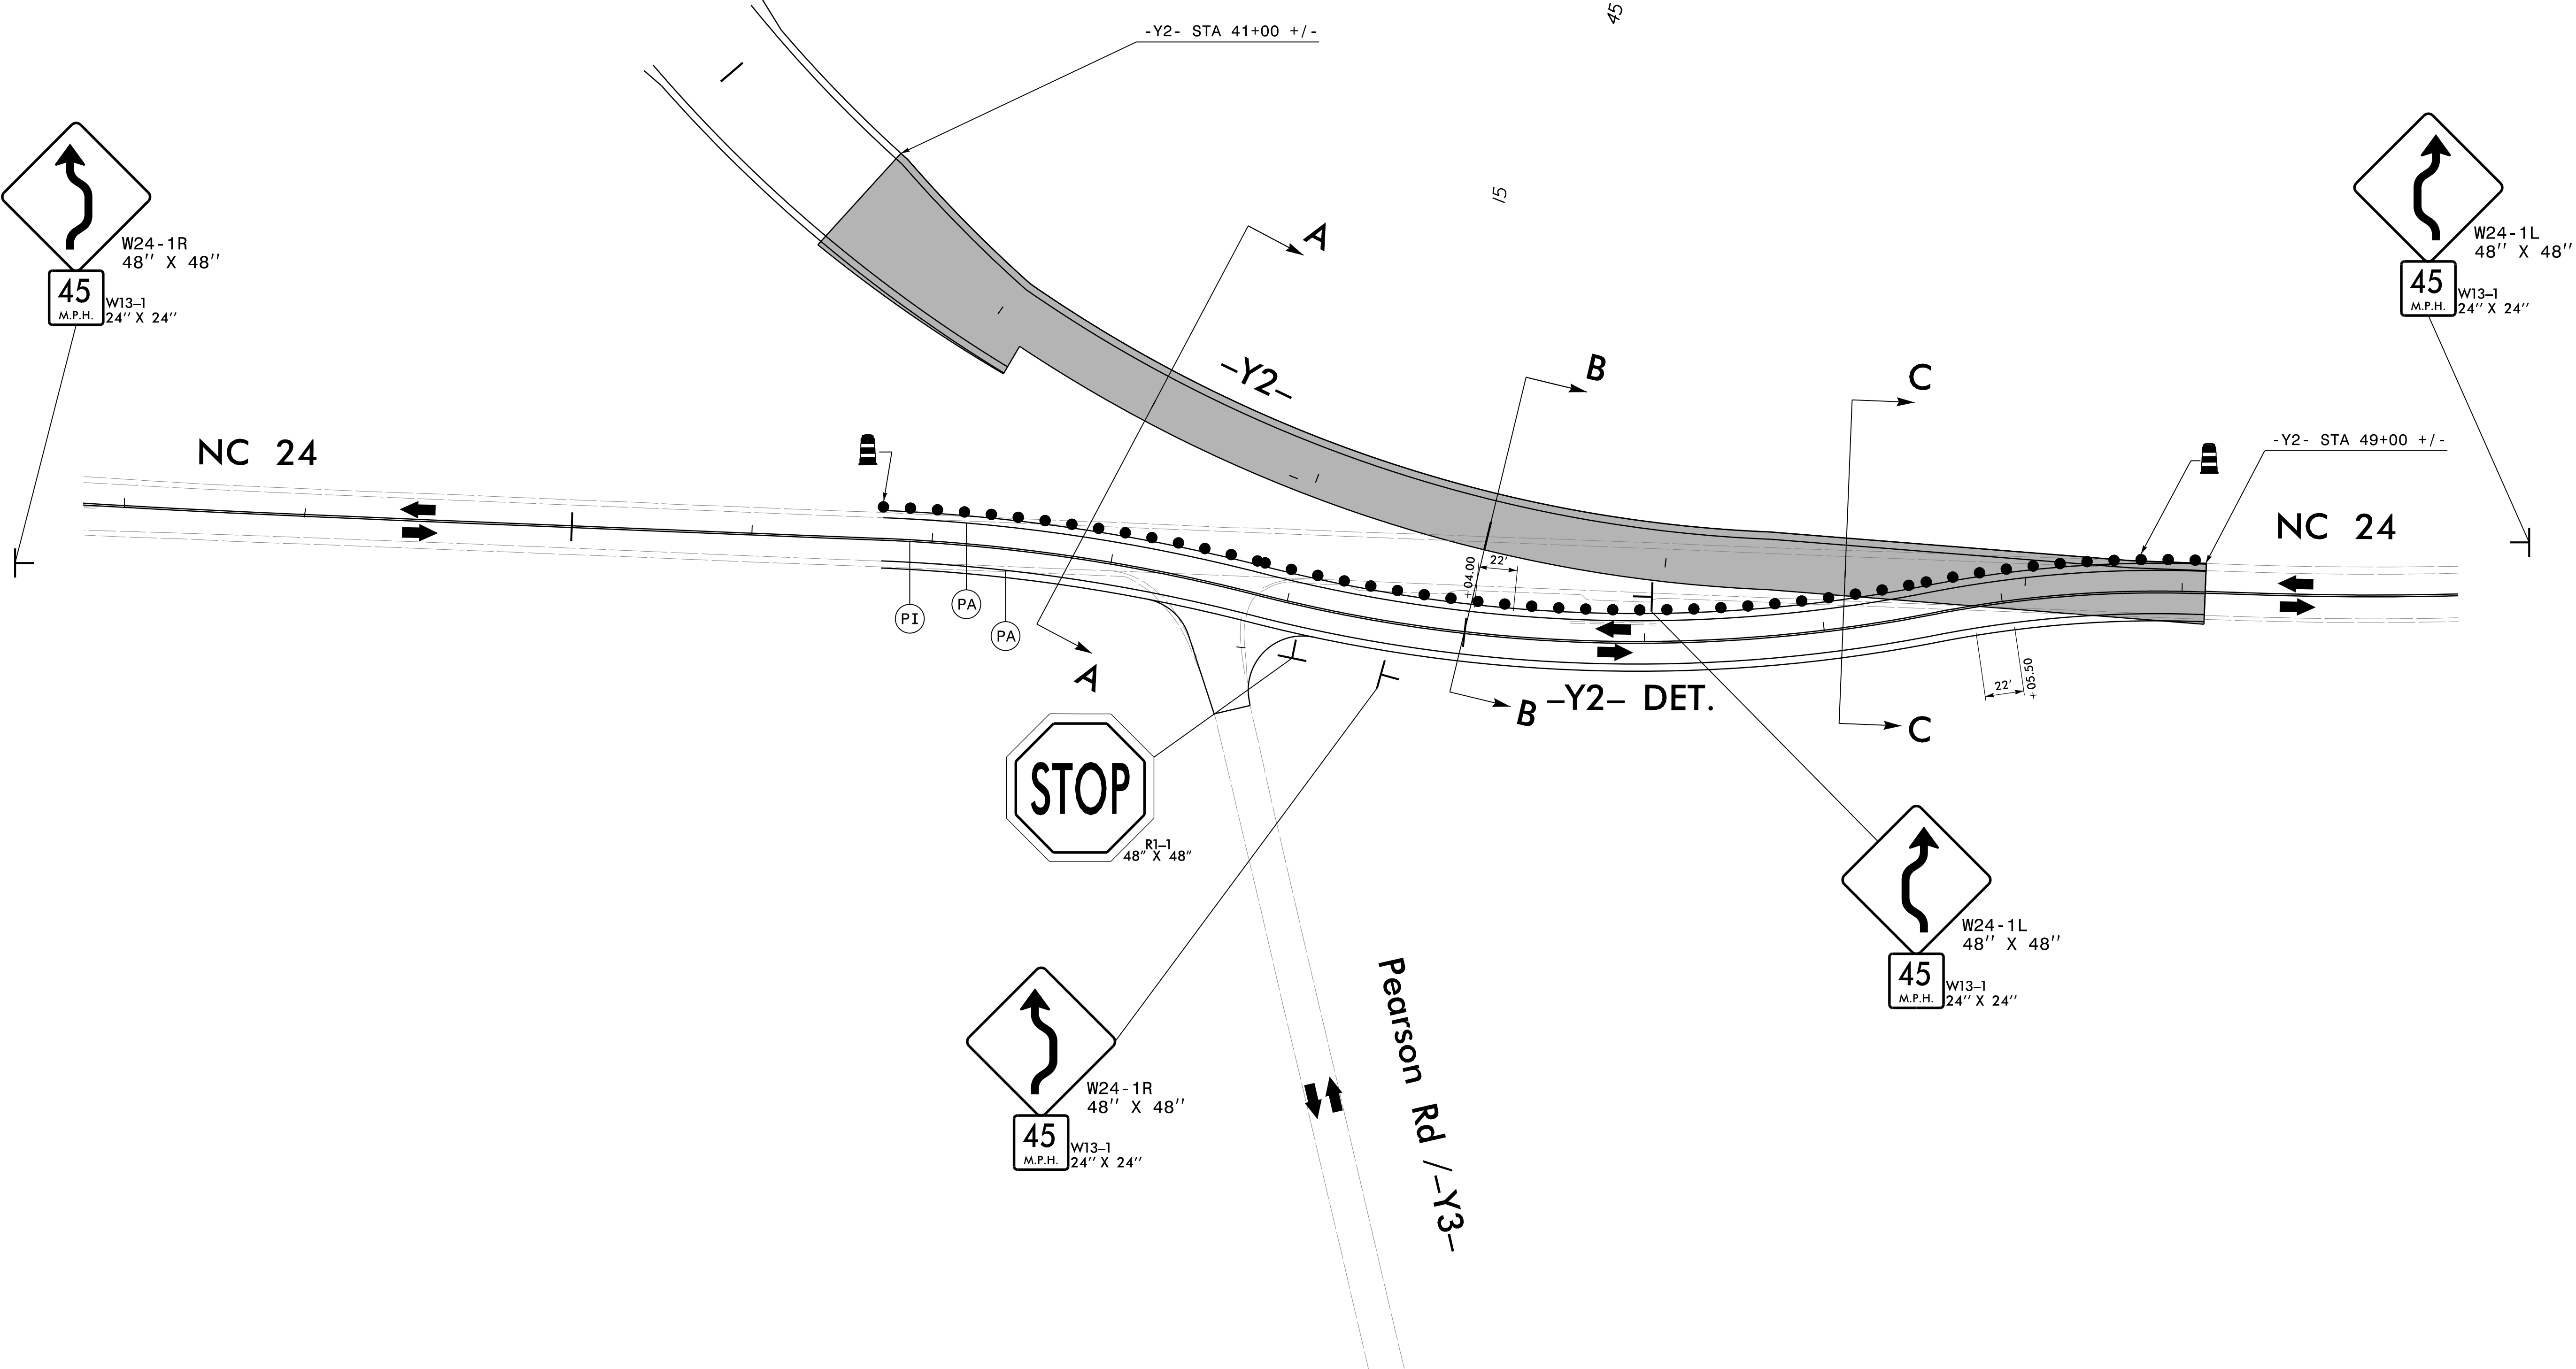 -Y2- STA 41+00 +/-
45
15
W24-1R
48'' X 48''
45
M.P.H.
W13–1
24'' X 24''
W24-1L
48'' X 48''
45
M.P.H.
W13–1
24'' X 24''
A
–Y2–
B
C
-Y2- STA 49+00 +/-
NC 24
NC 24
+04.00
22'
PI
PA
PA
A
B
–Y2– DET.
C
22'
+05.50
STOP
R1–1
48" X 48"
W24-1L
48'' X 48''
45
M.P.H.
W13–1
24'' X 24''
W24-1R
48'' X 48''
45
M.P.H.
W13–1
24'' X 24''
Pearson Rd /–Y3–